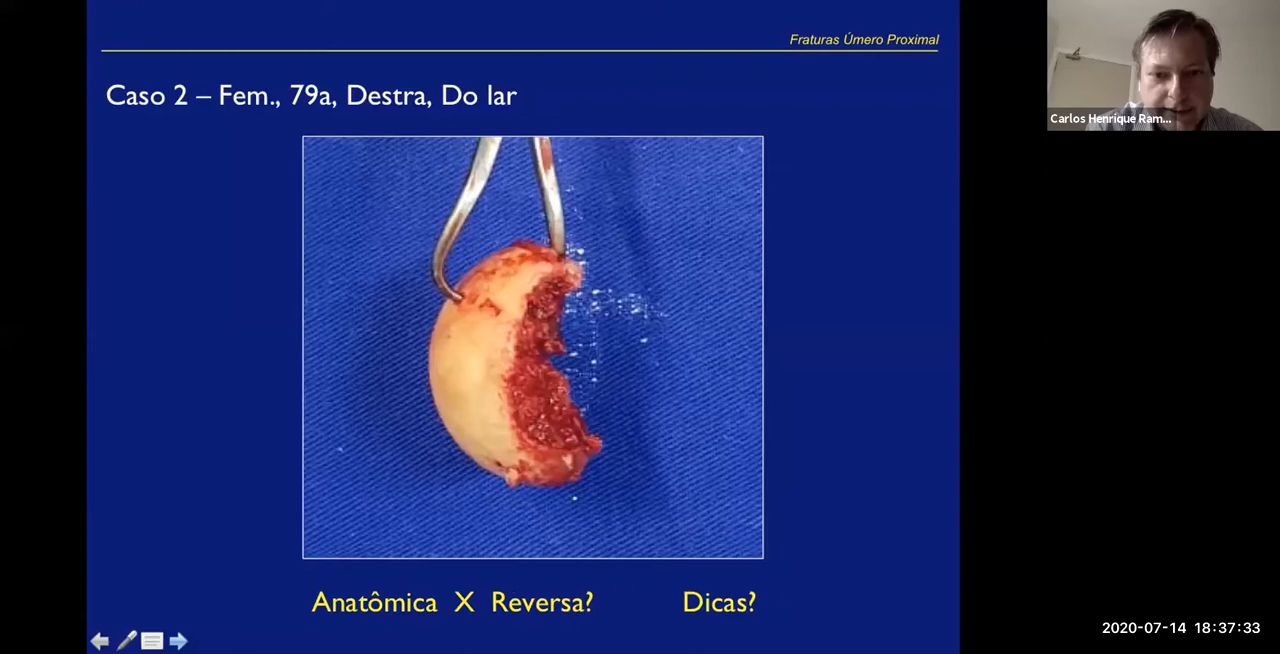 Fraturas Úmero Proximal
Caso 2 – Fem., 79a, Destra, Do lar
Carlos Henrique Ram...
Anatômica X Reversa? Dicas?
2020-07-14 18:37:33